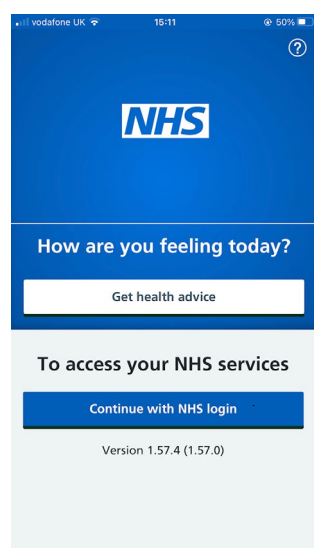 vodafone UK 15:11 50%
?
NHS
How are you feeling today?
Get health advice
To access your NHS services
Continue with NHS login
Version 1.57.4 (1.57.0)